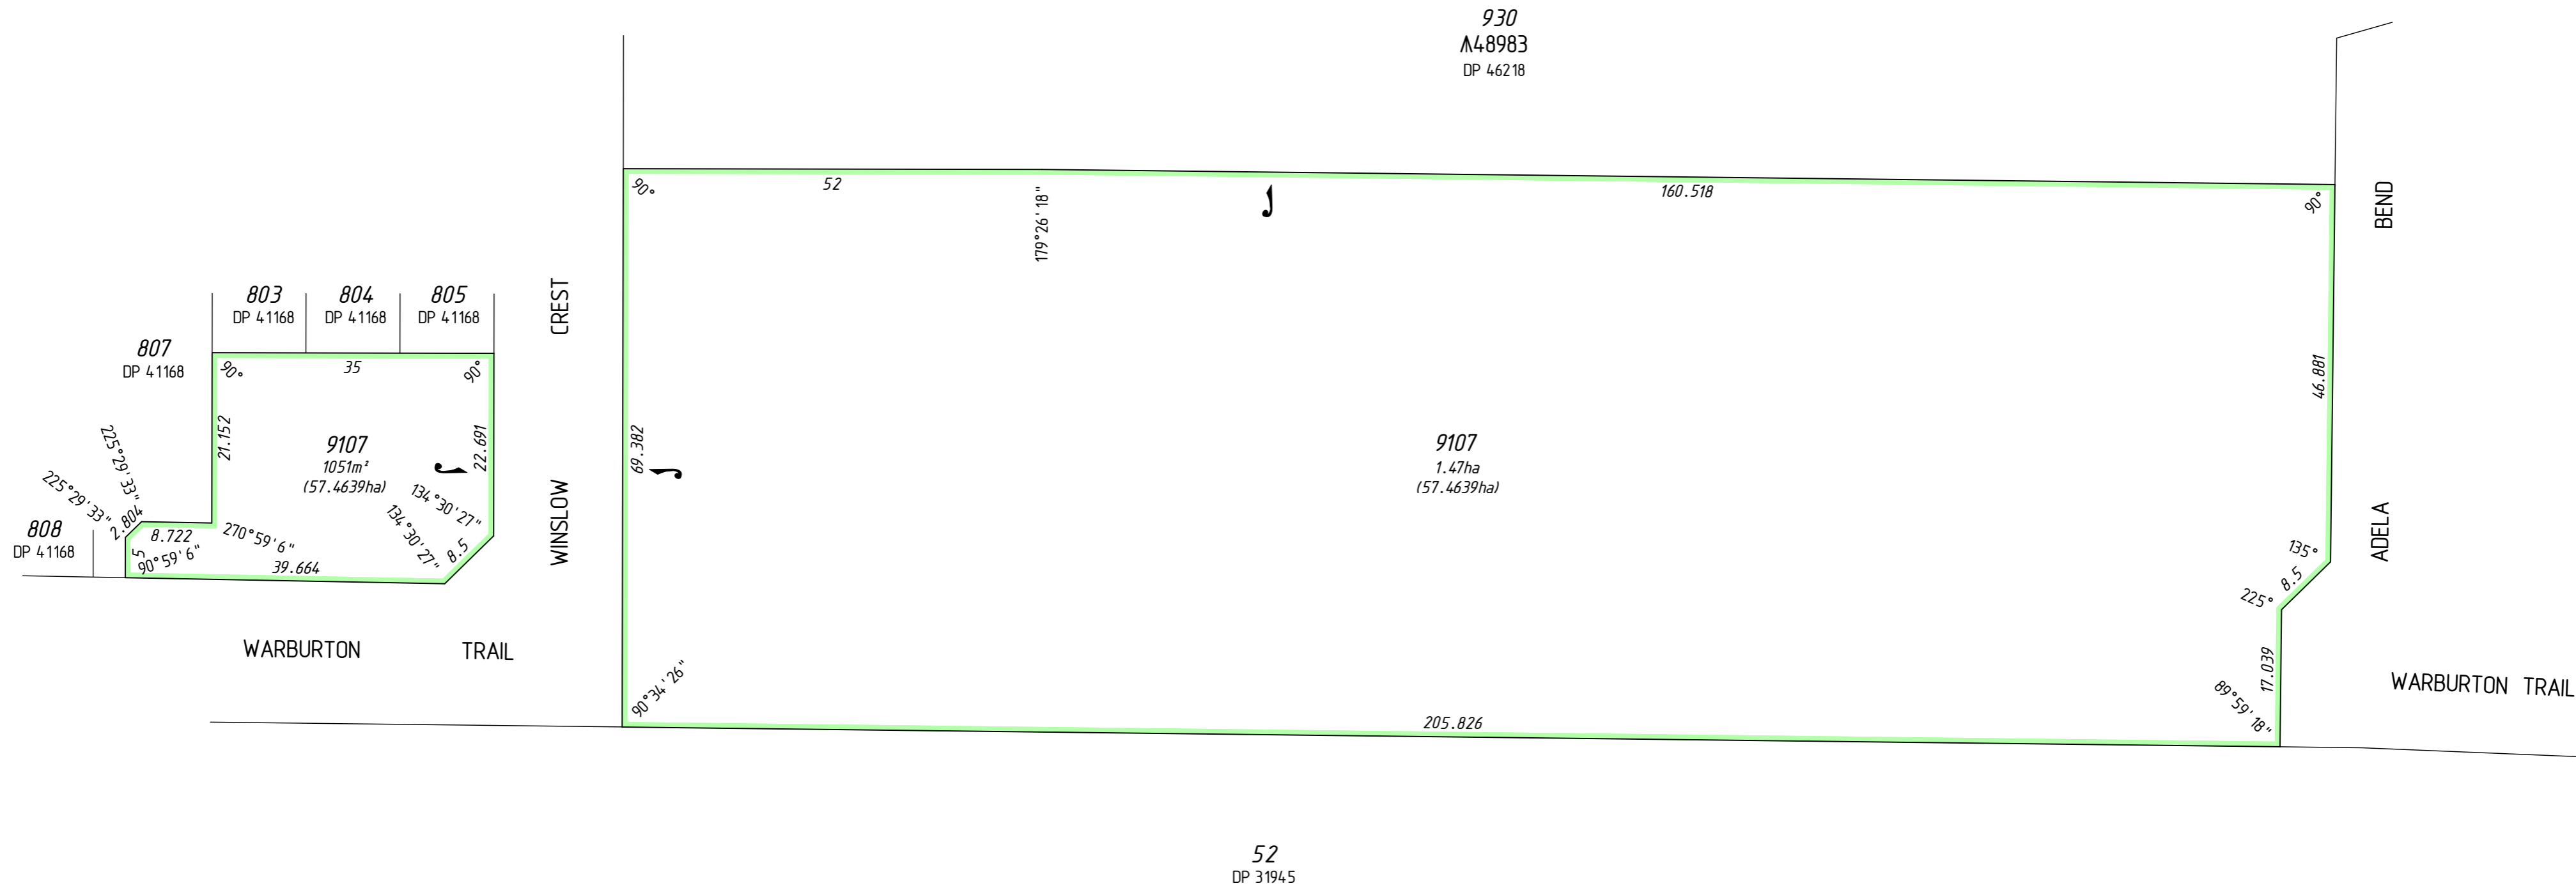 930
48983
DP 46218
90°
52
179°26'18"
160.518
90°
BEND
803
DP 41168
804
DP 41168
805
DP 41168
CREST
807
DP 41168
90°
35
90°
46.881
21.152
9107
1051m²
(57.4639ha)
22.691
69.382
9107
1.47ha
(57.4639ha)
225°29'33"
225°29'33"
134°30'27"
134°30'27"
WINSLOW
ADELA
808
DP 41168
2.804
8.722
270°59'6"
5
90°59'6"
39.664
8.5
135°
8.5
225°
WARBURTON TRAIL
90°34'26"
17.039
89°59'18"
WARBURTON TRAIL
205.826
52
DP 31945